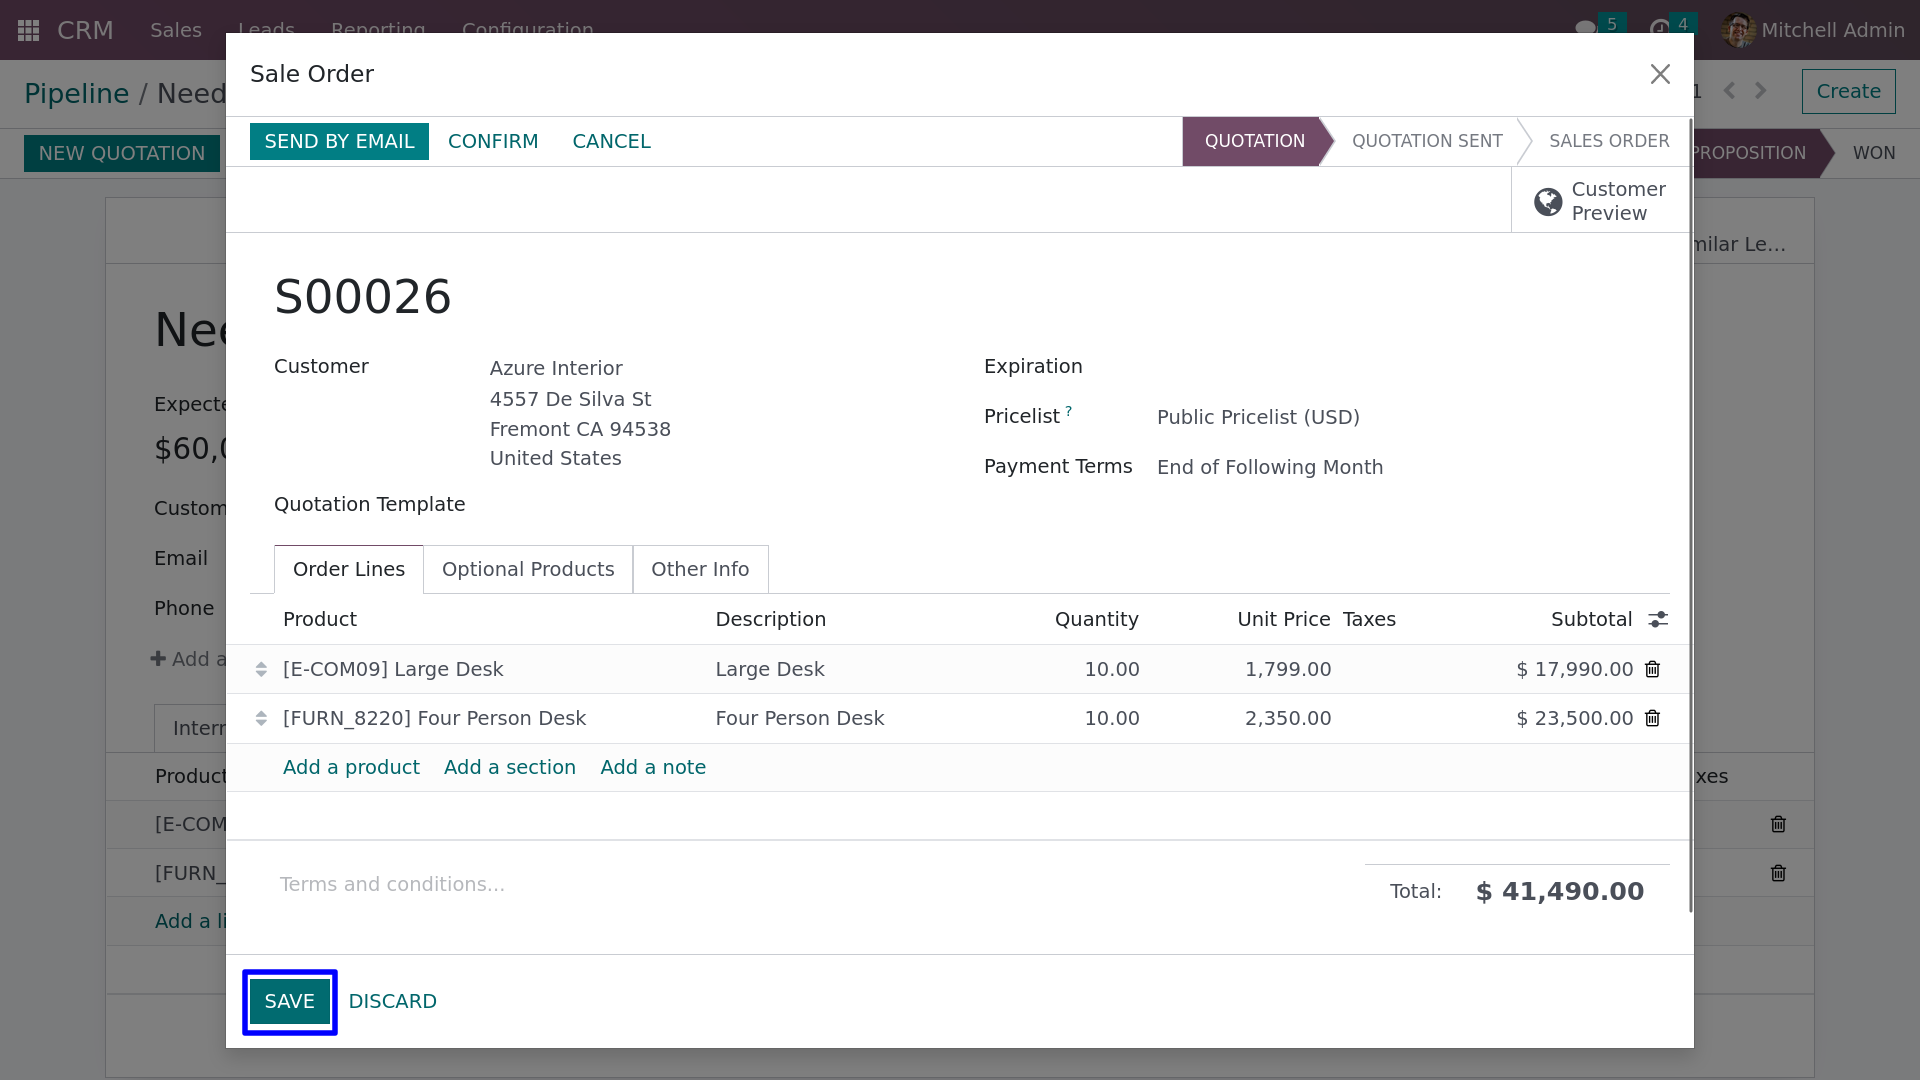 CRM Sales Leads Reporting Configuration 5 4 Mitchell Admin
Sale Order
Pipeline / Need
1 Create
SEND BY EMAIL CONFIRM CANCEL QUOTATION QUOTATION SENT SALES ORDER
NEW QUOTATION PROPOSITION WON
Customer
Preview
milar Le...
S00026
Nee
Customer Azure Interior
4557 De Silva St
Fremont CA 94538
United States
Expiration
Pricelist ? Public Pricelist (USD)
Payment Terms End of Following Month
Quotation Template
Expecte
$60,0
Custom
Email
Phone
Add a
Order Lines Optional Products Other Info
Product Description Quantity Unit Price Taxes Subtotal
[E-COM09] Large Desk Large Desk 10.00 1,799.00 $ 17,990.00
[FURN_8220] Four Person Desk Four Person Desk 10.00 2,350.00 $ 23,500.00
Add a product Add a section Add a note
Intern
Product xes
[E-COM
[FURN_
Add a li
Terms and conditions...
Total: $ 41,490.00
SAVE DISCARD